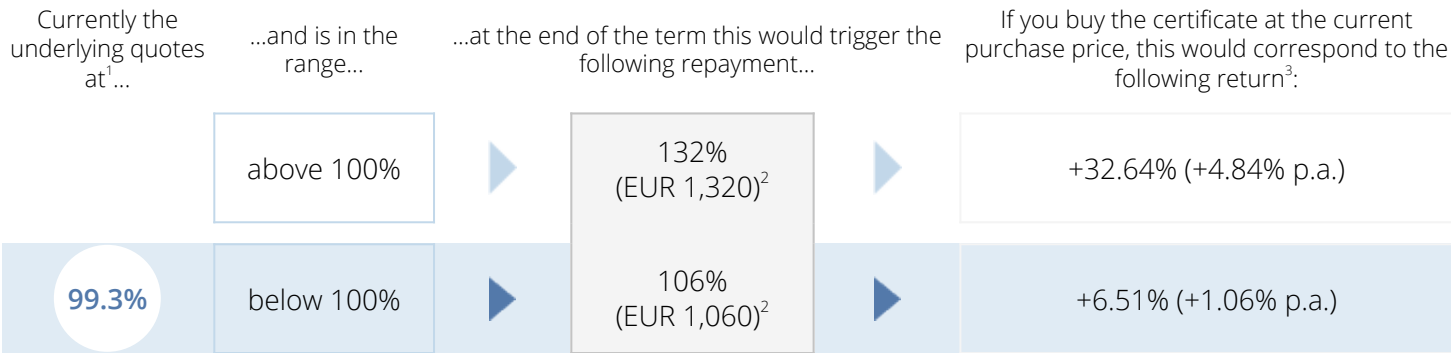 Currently the
underlying quotes
at¹...
...and is in the
range...
...at the end of the term this would trigger the
following repayment...
If you buy the certificate at the current
purchase price, this would correspond to the
following return³:
above 100%
132%
(EUR 1,320)²
+32.64% (+4.84% p.a.)
99.3%
below 100%
106%
(EUR 1,060)²
+6.51% (+1.06% p.a.)